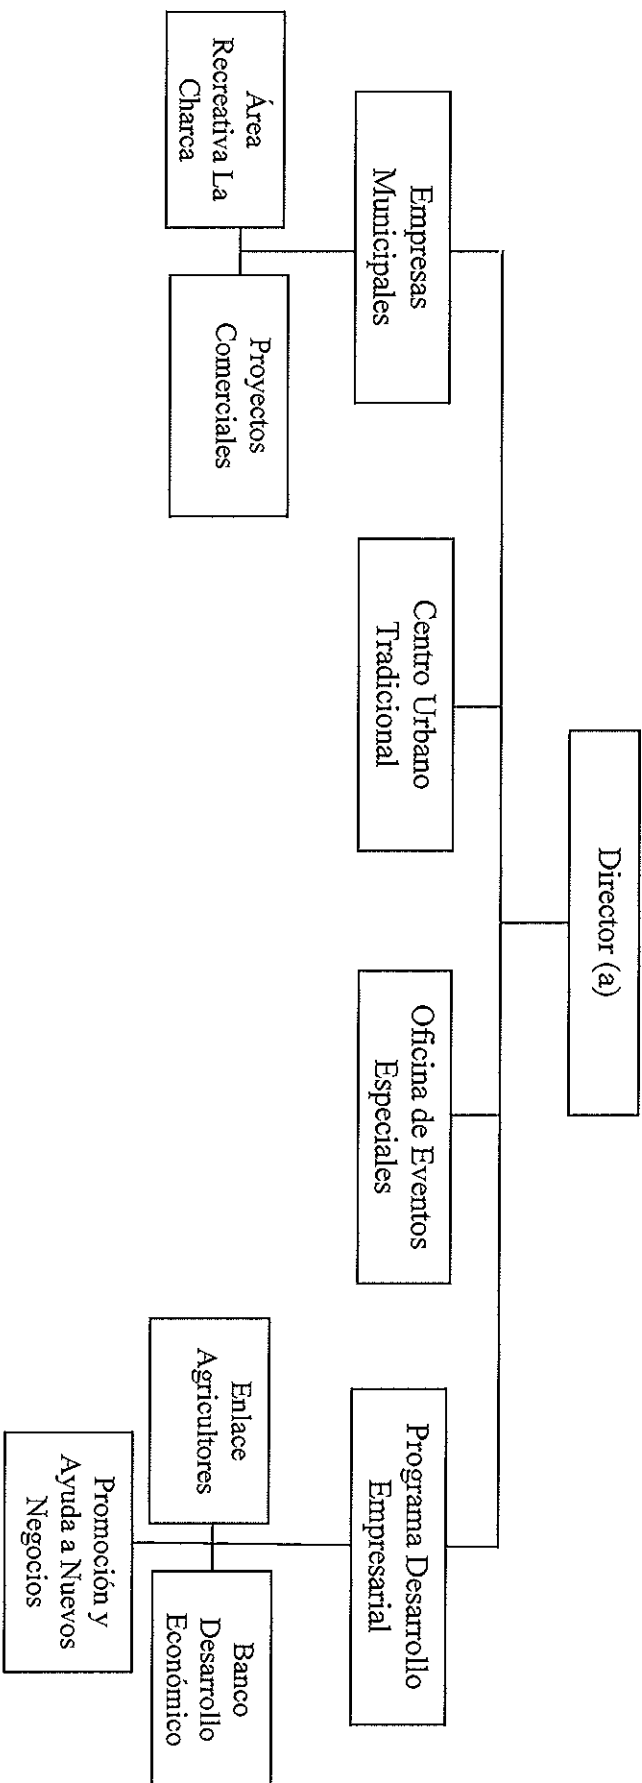 Director (a)
Empresas
Municipales
Centro Urbano
Tradicional
Oficina de Eventos
Especiales
Programa Desarrollo
Empresarial
Área
Recreativa La
Charca
Proyectos
Comerciales
Enlace
Agricultores
Banco
Desarrollo
Económico
Promoción y
Ayuda a Nuevos
Negocios